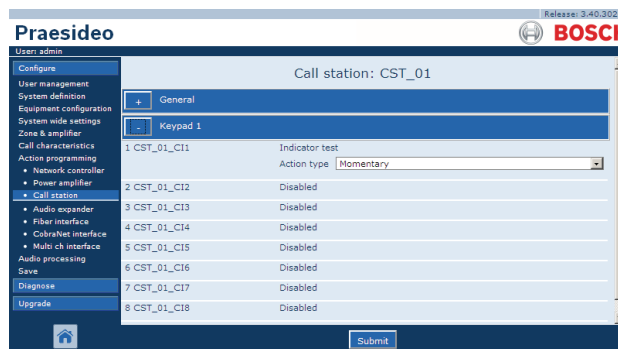 Release: 3.40.302
Praesideo
BOSCH
User: admin
Configure
User management
System definition
Equipment configuration
System wide settings
Zone & amplifier
Call characteristics
Action programming
• Network controller
• Power amplifier
• Call station
• Audio expander
• Fiber interface
• CobraNet interface
• Multi ch interface
Audio processing
Save
Diagnose
Upgrade
Call station: CST_01
+ General
- Keypad 1
1 CST_01_CI1 Indicator test
Action type Momentary
2 CST_01_CI2 Disabled
3 CST_01_CI3 Disabled
4 CST_01_CI4 Disabled
5 CST_01_CI5 Disabled
6 CST_01_CI6 Disabled
7 CST_01_CI7 Disabled
8 CST_01_CI8 Disabled
Submit